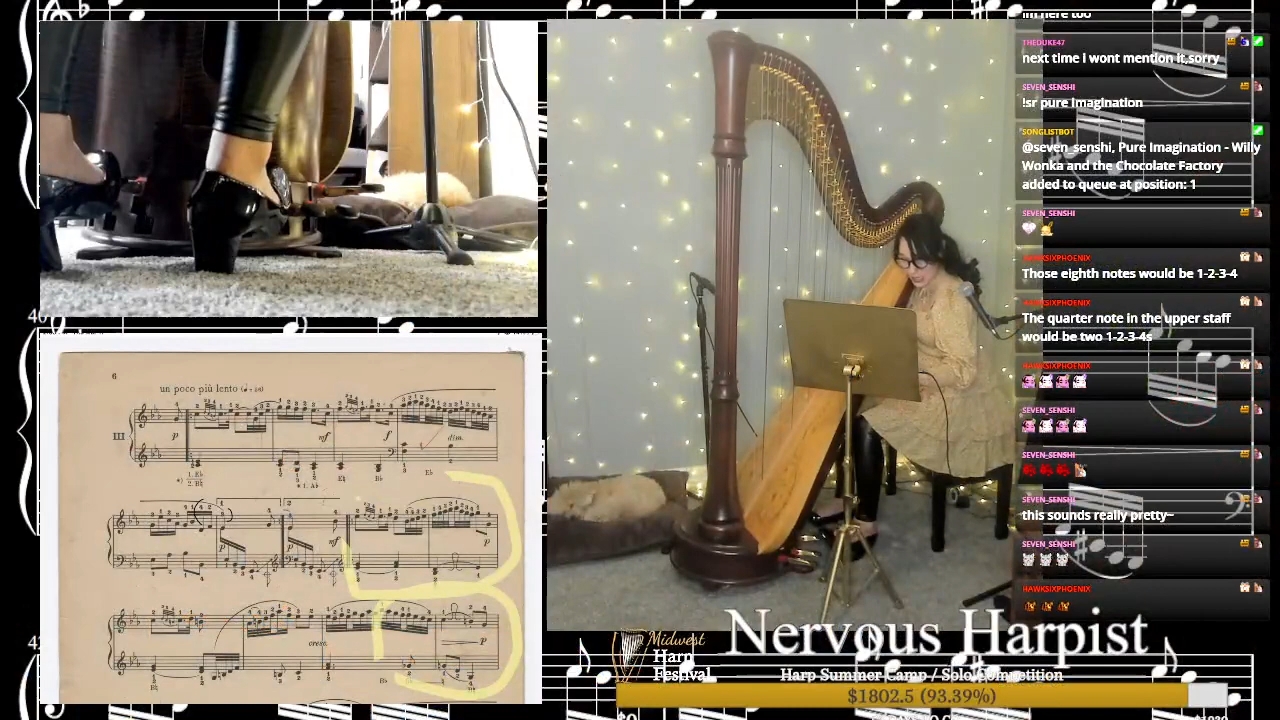 im here too
THEDUKE47
next time I wont mention it,sorry
SEVEN_SENSHI
!sr pure imagination
SONGLISTBOT
@seven_senshi, Pure Imagination - Willy
Wonka and the Chocolate Factory
added to queue at position: 1
SEVEN_SENSHI
HAWKSIXPHOENIX
Those eighth notes would be 1-2-3-4
HAWKSIXPHOENIX
The quarter note in the upper staff
would be two 1-2-3-4s
HAWKSIXPHOENIX
SEVEN_SENSHI
SEVEN_SENSHI
SEVEN_SENSHI
this sounds really pretty~
SEVEN_SENSHI
HAWKSIXPHOENIX
6
un poco più lento
III
p
mf
f
dim.
p
p
mf
p
cresc.
p
Nervous Harpist
Midwest
Harp
Festival
Harp Summer Camp / Solo Competition
$1802.5 (93.39%)